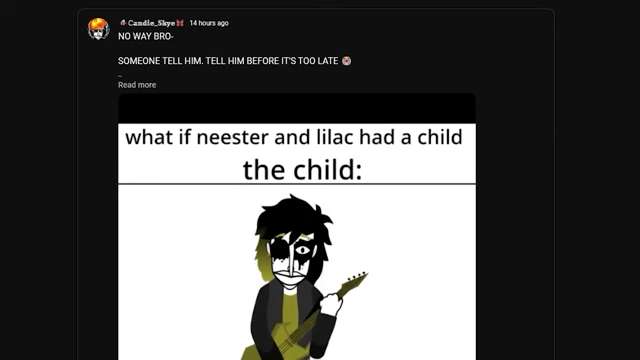 Candle_Skye 14 hours ago
NO WAY BRO-
SOMEONE TELL HIM. TELL HIM BEFORE IT'S TOO LATE
..
Read more
what if neester and lilac had a child
the child: